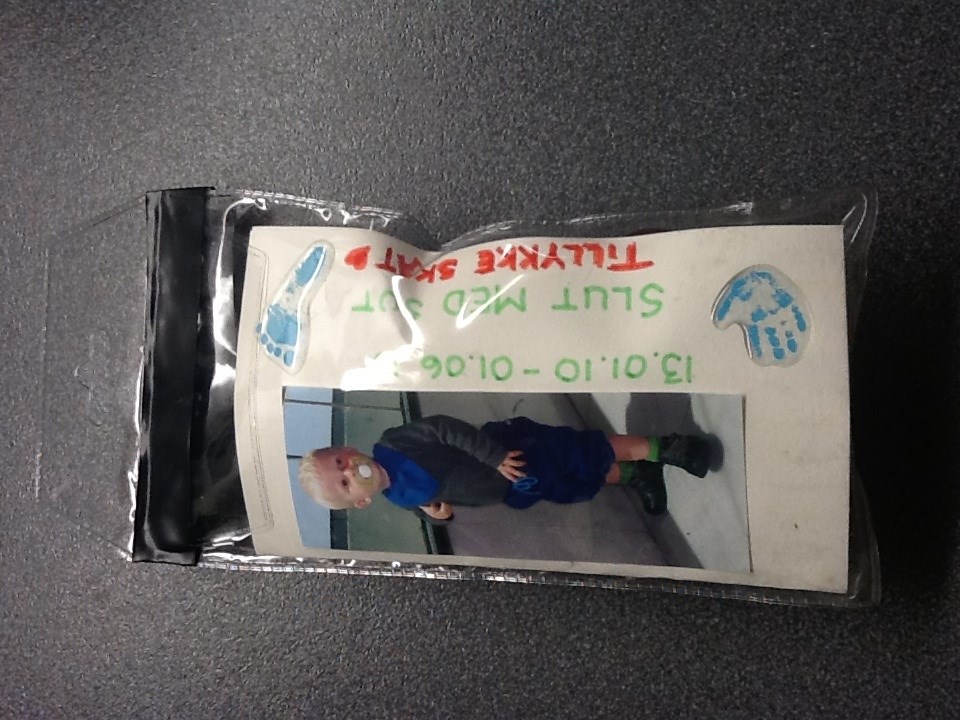 13.01.10 - 01.06
SLUT MED SUT
TILLYKKE SKAT